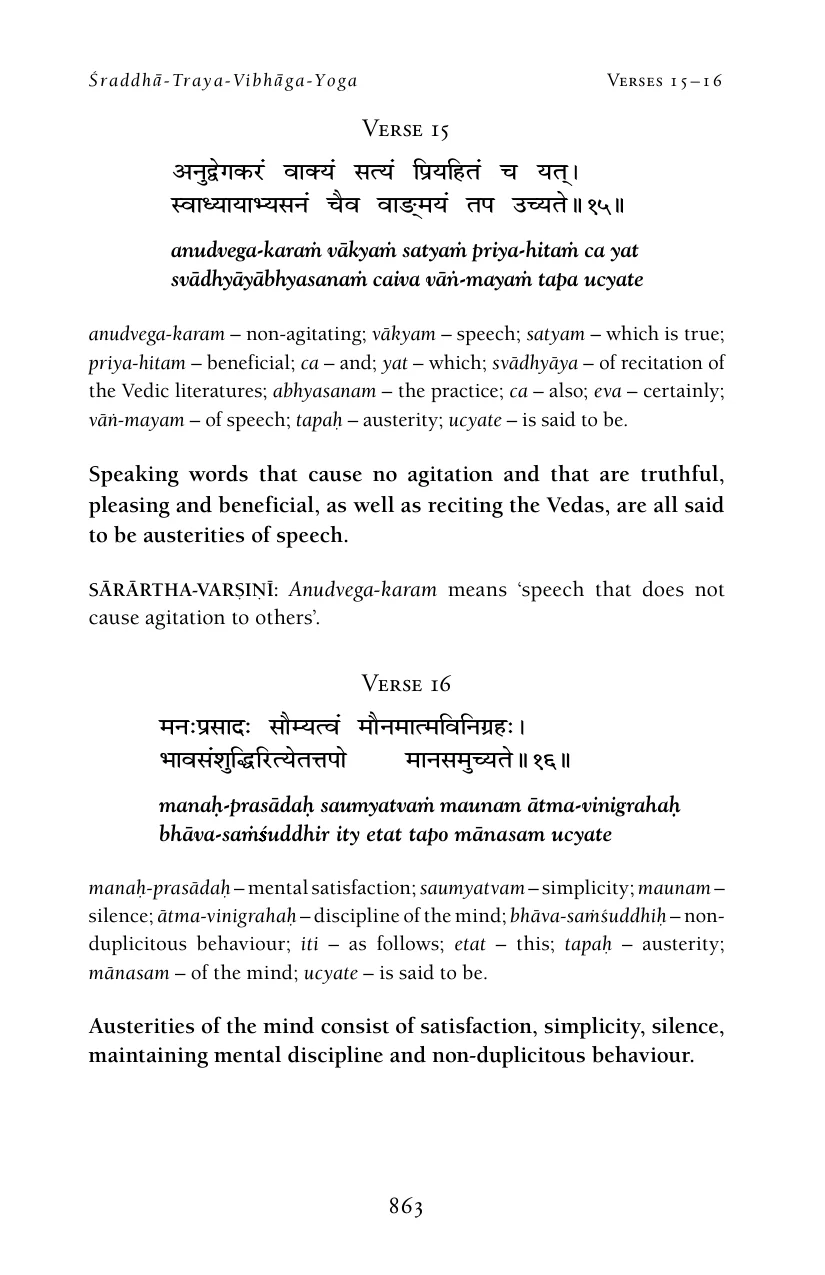 Śraddhā-Traya-Vibhāga-Yoga Verses 15–16
Verse 15
अनुद्वेगकरं वाक्यं सत्यं प्रियहितं च यत्।
स्वाध्यायाभ्यसनं चैव वाङ्मयं तप उच्यते॥१५॥
anudvega-karaṁ vākyaṁ satyaṁ priya-hitaṁ ca yat
svādhyāyābhyasanaṁ caiva vāṅ-mayaṁ tapa ucyate
anudvega-karam – non-agitating; vākyam – speech; satyam – which is true;
priya-hitam – beneficial; ca – and; yat – which; svādhyāya – of recitation of
the Vedic literatures; abhyasanam – the practice; ca – also; eva – certainly;
vāṅ-mayam – of speech; tapaḥ – austerity; ucyate – is said to be.
Speaking words that cause no agitation and that are truthful,
pleasing and beneficial, as well as reciting the Vedas, are all said
to be austerities of speech.
SĀRĀRTHA-VARṢIṆĪ: Anudvega-karam means ‘speech that does not
cause agitation to others’.
Verse 16
मनःप्रसादः सौम्यत्वं मौनमात्मविनिग्रहः।
भावसंशुद्धिरित्येतत्तपो मानसमुच्यते॥१६॥
manaḥ-prasādaḥ saumyatvaṁ maunam ātma-vinigrahaḥ
bhāva-saṁśuddhir ity etat tapo mānasam ucyate
manaḥ-prasādaḥ – mental satisfaction; saumyatvam – simplicity; maunam –
silence; ātma-vinigrahaḥ – discipline of the mind; bhāva-saṁśuddhiḥ – non-
duplicitous behaviour; iti – as follows; etat – this; tapaḥ – austerity;
mānasam – of the mind; ucyate – is said to be.
Austerities of the mind consist of satisfaction, simplicity, silence,
maintaining mental discipline and non-duplicitous behaviour.
863